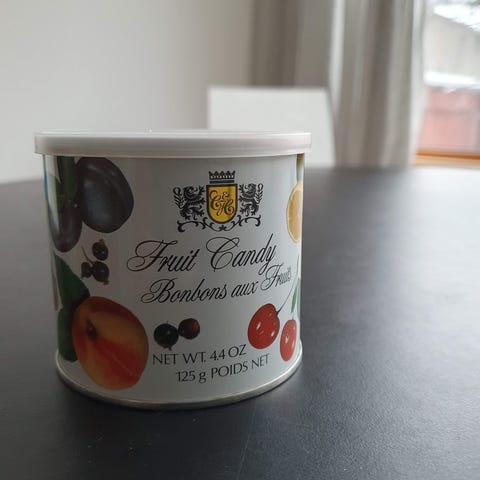 E&H
Fruit Candy
Bonbons aux Fruits
NET WT. 4.4 OZ
125 g POIDS NET